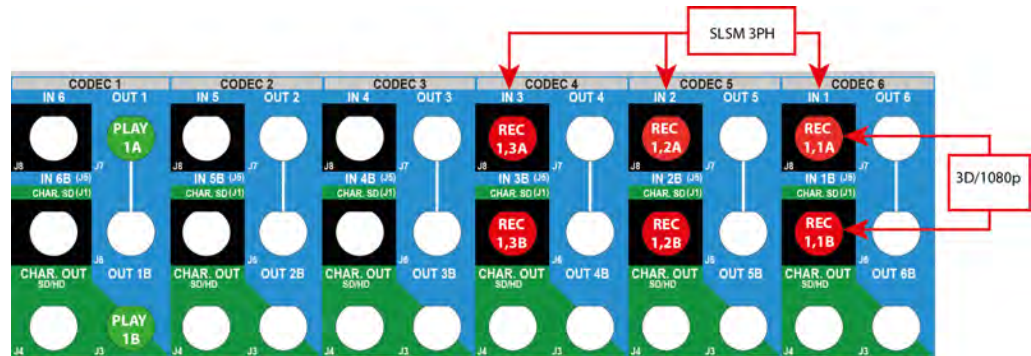 SLSM 3PH
CODEC 1 CODEC 2 CODEC 3 CODEC 4 CODEC 5 CODEC 6
IN 6 OUT 1 IN 5 OUT 2 IN 4 OUT 3 IN 3 OUT 4 IN 2 OUT 5 IN 1 OUT 6
PLAY REC REC REC
1A 1,3A 1,2A 1,1A
J8 J7 J8 J7 J8 J7 J8 J7 J8 J7 J8 J7
3D/1080p
IN 6B (J5) IN 5B (J5) IN 4B (J5) IN 3B (J5) IN 2B (J5) IN 1B (J5)
CHAR. SD (J1) CHAR. SD (J1) CHAR. SD (J1) CHAR. SD (J1) CHAR. SD (J1) CHAR. SD (J1)
REC REC REC
1,3B 1,2B 1,1B
J6 J6 J6 J6 J6 J6
CHAR. OUT OUT 1B CHAR. OUT OUT 2B CHAR. OUT OUT 3B CHAR. OUT OUT 4B CHAR. OUT OUT 5B CHAR. OUT OUT 6B
SD/HD SD/HD SD/HD SD/HD SD/HD SD/HD
PLAY
1B
J4 J3 J4 J3 J4 J3 J4 J3 J4 J3 J4 J3